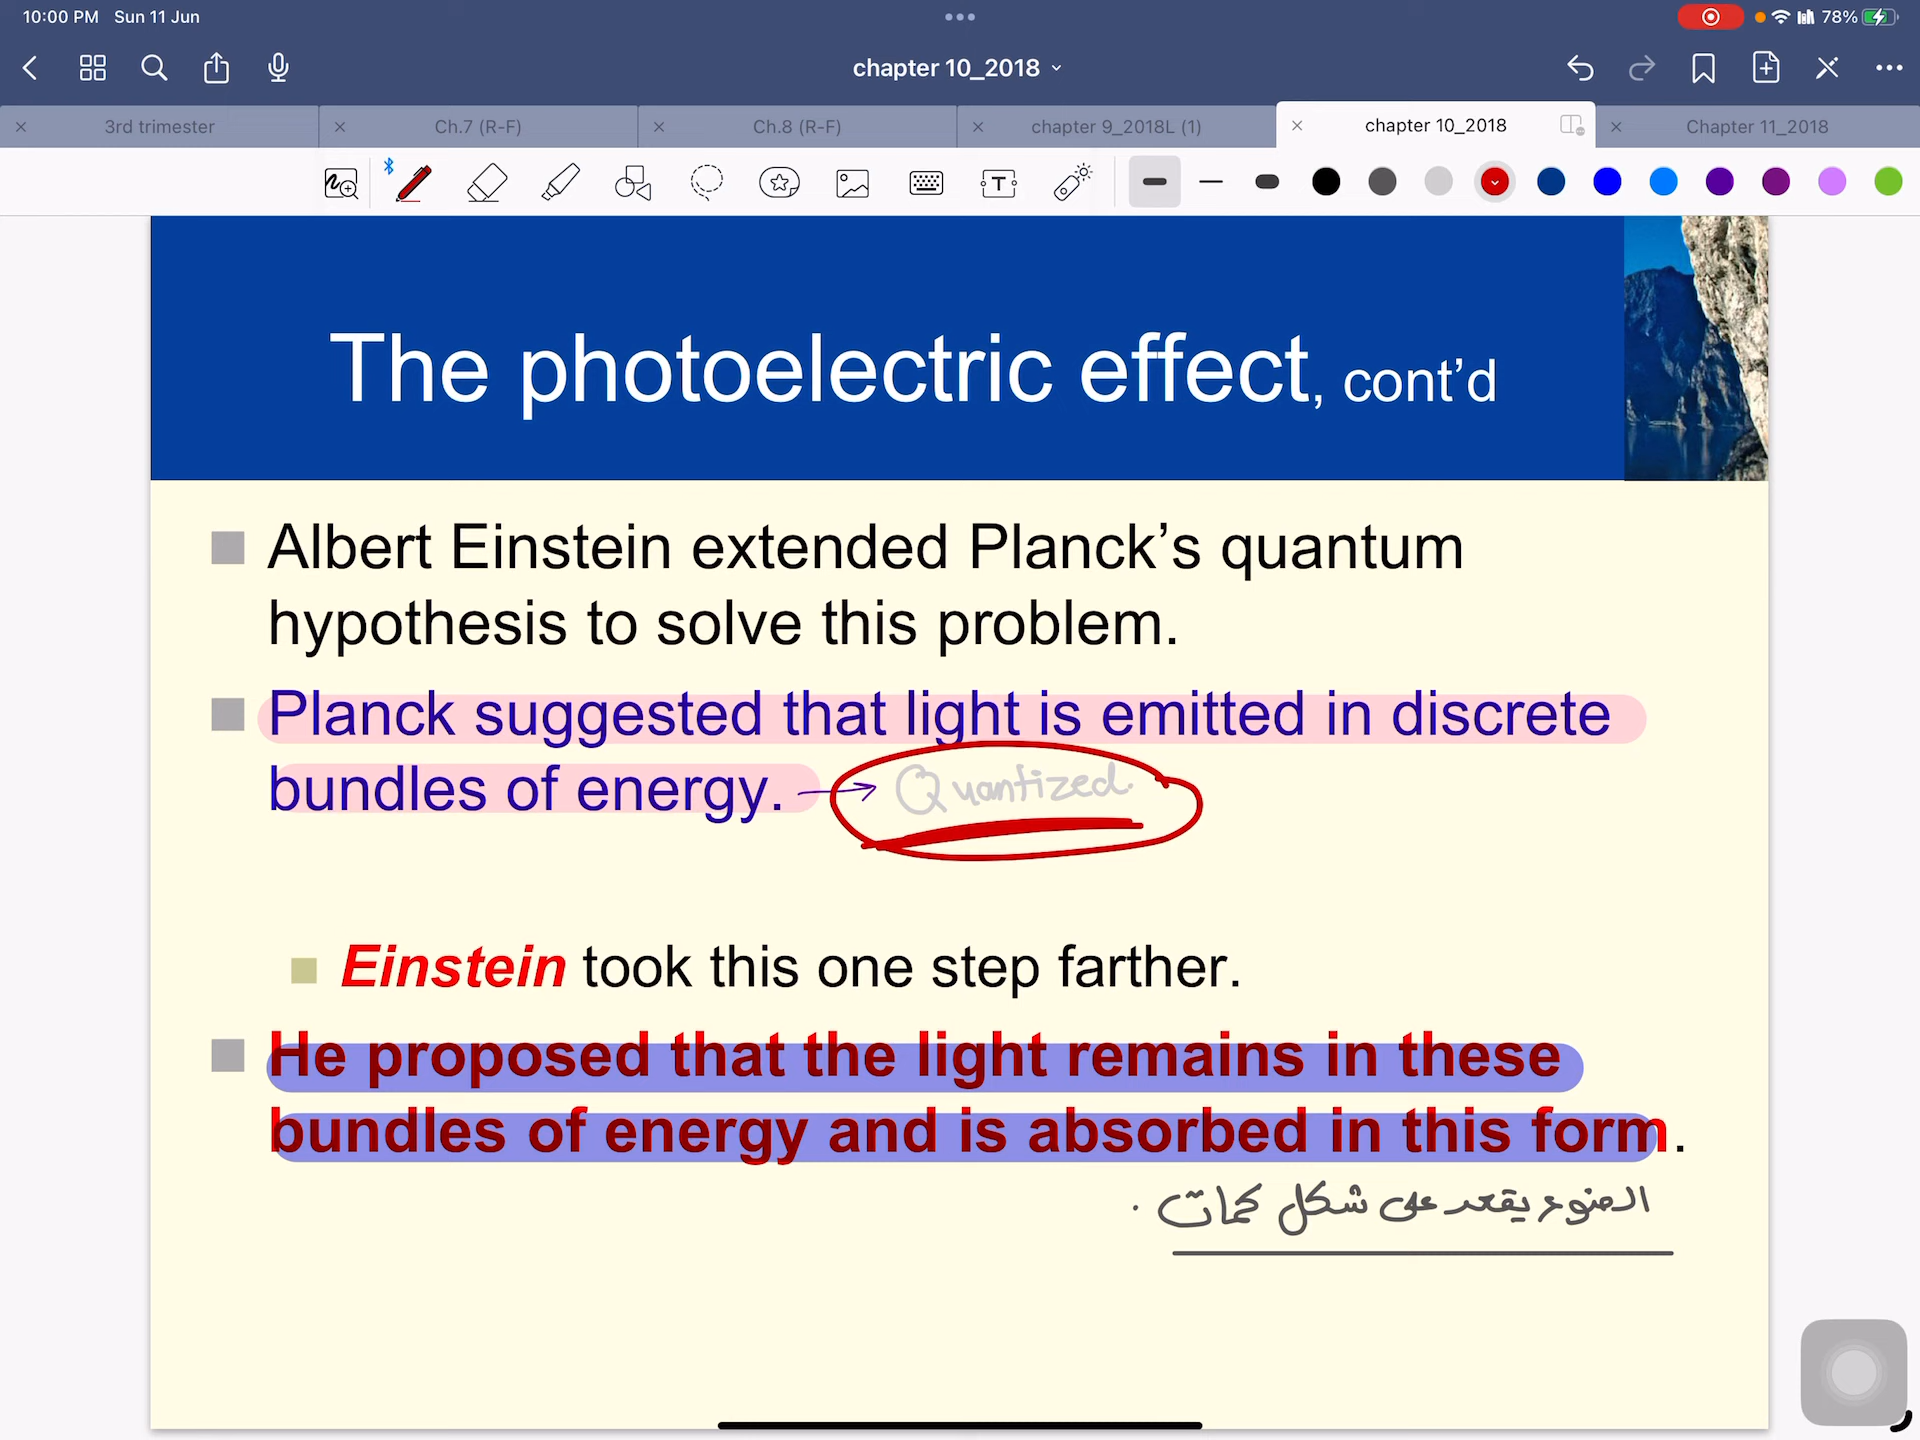 10:00 PM Sun 11 Jun
78%
chapter 10_2018
3rd trimester
Ch.7 (R-F)
Ch.8 (R-F)
chapter 9_2018L (1)
chapter 10_2018
Chapter 11_2018
T
The photoelectric effect, cont’d
Albert Einstein extended Planck’s quantum
hypothesis to solve this problem.
Planck suggested that light is emitted in discrete
bundles of energy. → Quantized.
Einstein took this one step farther.
He proposed that the light remains in these
bundles of energy and is absorbed in this form.
الضوء يقعد على شكل كمات .